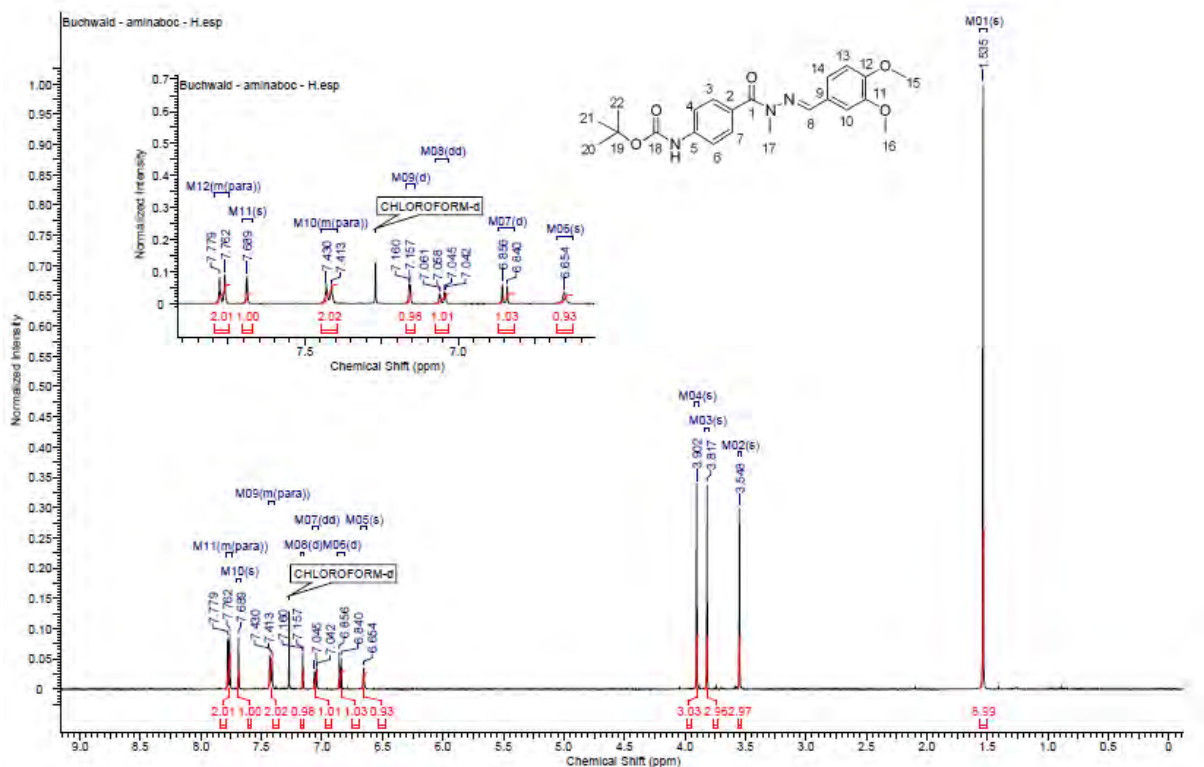 Buchwald - aminaboc - H.esp
M01(s)
1.535
Normalized Intensity
1.00
0.95
0.90
0.85
0.80
0.75
0.70
0.65
0.60
0.55
0.50
0.45
0.40
0.35
0.30
0.25
0.20
0.15
0.10
0.05
0
Buchwald - aminaboc - H.esp
Normalized Intensity
0.7
0.6
0.5
0.4
0.3
0.2
0.1
0
M12(m(para))
M11(s)
M10(m(para))
M09(d)
M08(dd)
M07(d)
M06(s)
CHLOROFORM-d
7.779
7.762
7.689
7.430
7.413
7.160
7.157
7.061
7.058
7.045
7.042
6.856
6.840
6.654
2.01 1.00 2.02 0.98 1.01 1.03 0.93
7.5 7.0
Chemical Shift (ppm)
21
22
20
19
O
O
18
NH
4
3
5
6
7
2
O
1
N
17
CH3
N
8
9
14
13
12
10
11
O
15
O
16
M04(s)
M03(s)
M02(s)
3.902
3.817
3.548
M11(m(para))
M10(s)
M09(m(para))
M08(d)
M07(dd)
M06(d)
M05(s)
CHLOROFORM-d
7.779
7.762
7.689
7.430
7.413
7.160
7.157
7.045
7.042
6.856
6.840
6.654
2.01 1.00 2.02 0.98 1.01 1.03 0.93 3.03 2.96 2.97
9.0 8.5 8.0 7.5 7.0 6.5 6.0 5.5 5.0 4.5 4.0 3.5 3.0 2.5 2.0 1.5 1.0 0.5 0
Chemical Shift (ppm)